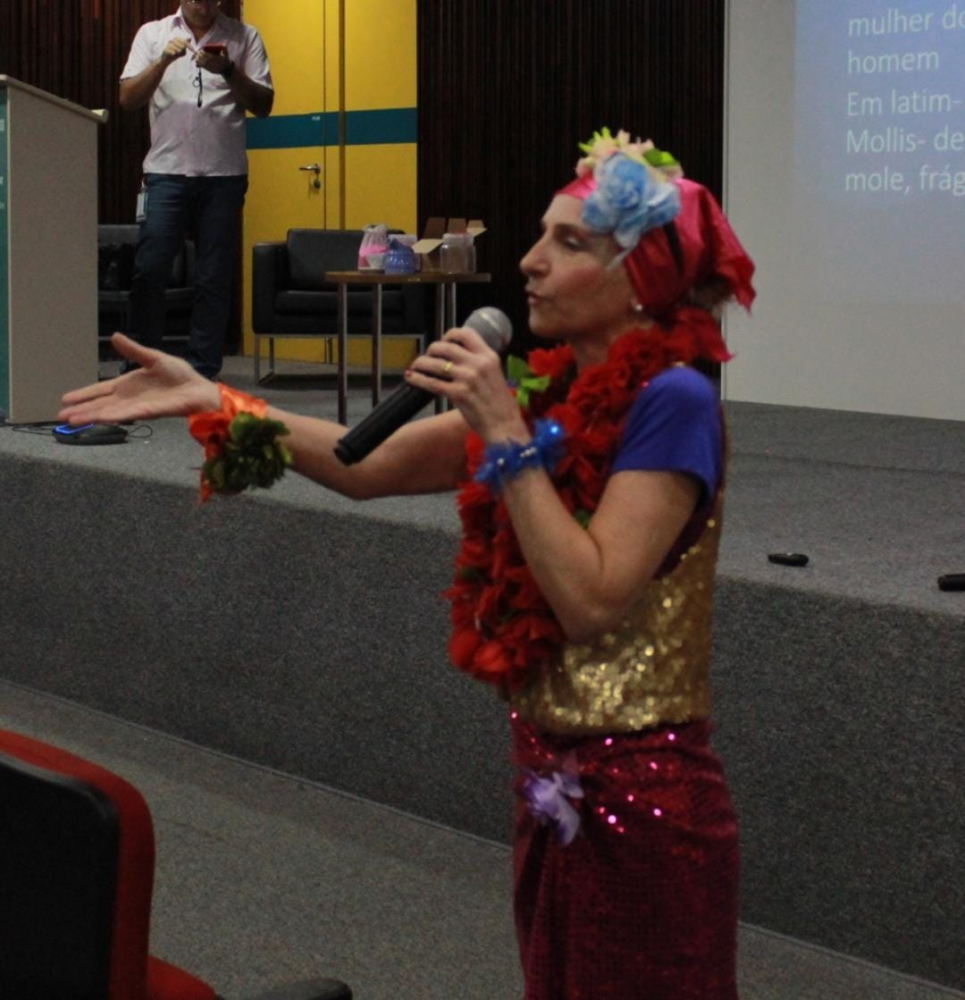 mulher do
homem
Em latim-
Mollis- de
mole, frág